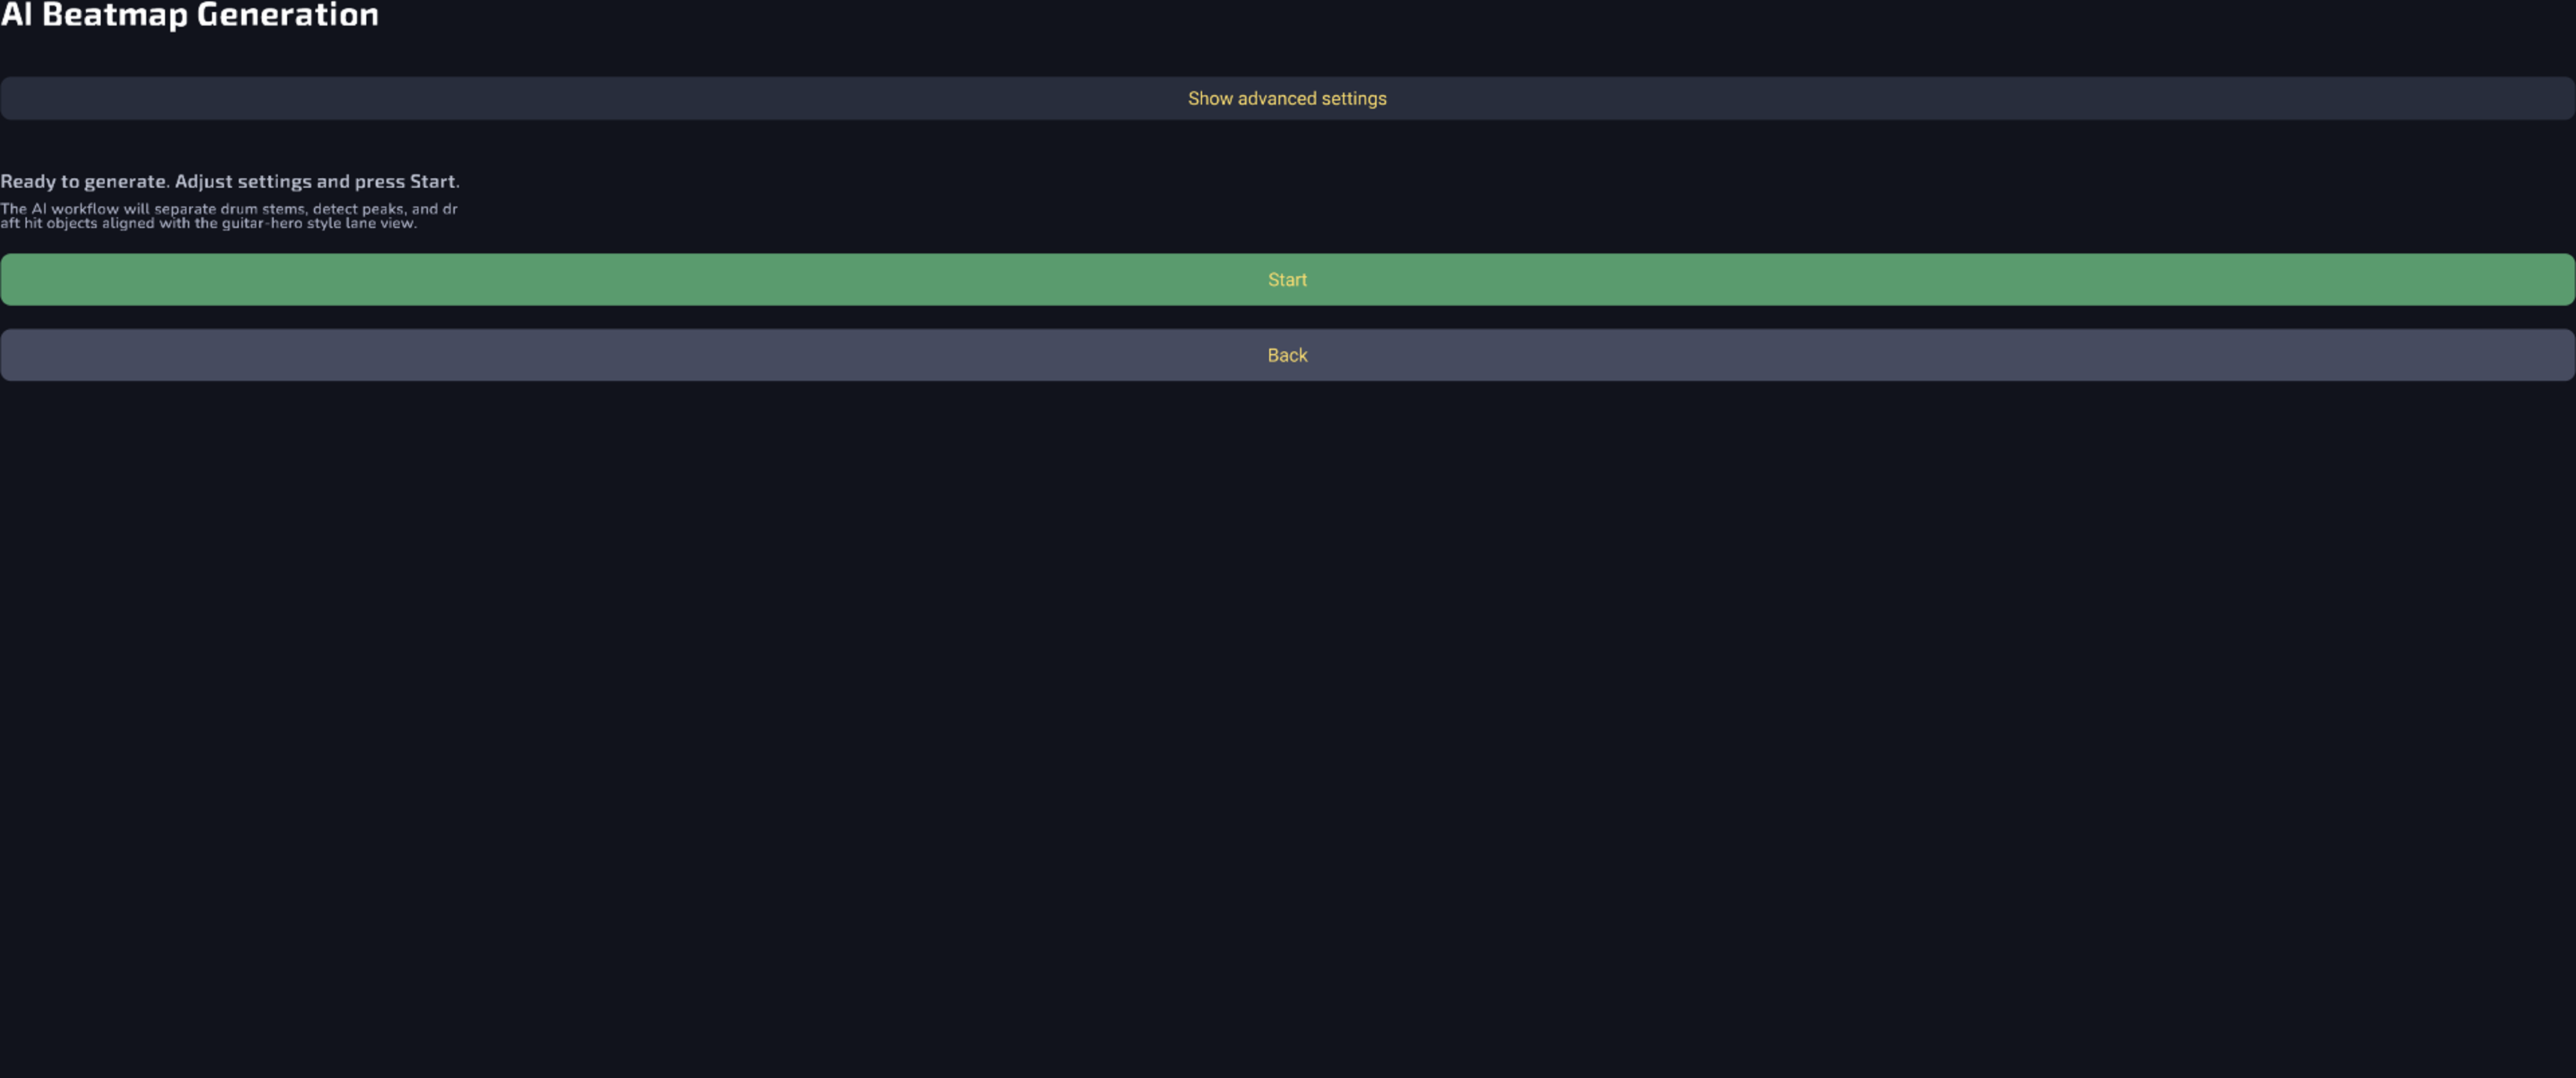 AI Beatmap Generation
Show advanced settings
Ready to generate. Adjust settings and press Start.
The AI workflow will separate drum stems, detect peaks, and dr
aft hit objects aligned with the guitar-hero style lane view.
Start
Back